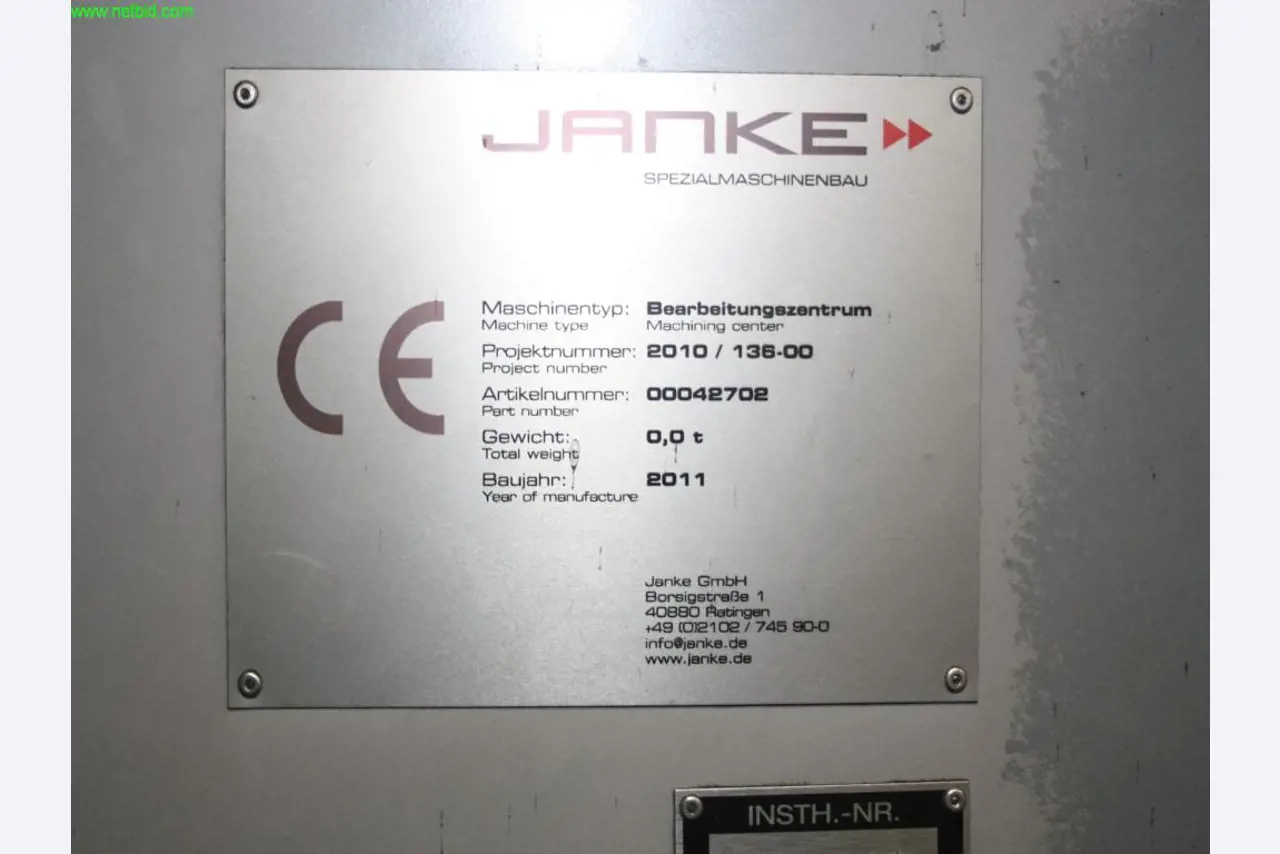 www.netbid.com
JANKE
SPEZIALMASCHINENBAU
CE
Maschinentyp: Bearbeitungszentrum
Machine type Machining center
Projektnummer: 2010 / 136-00
Project number
Artikelnummer: 00042702
Part number
Gewicht: 0,0 t
Total weight
Baujahr: 2011
Year of manufacture
Janke GmbH
Borsigstraße 1
40880 Ratingen
+49 (0)2102 / 745 90-0
info@janke.de
www.janke.de
INSTH.-NR.